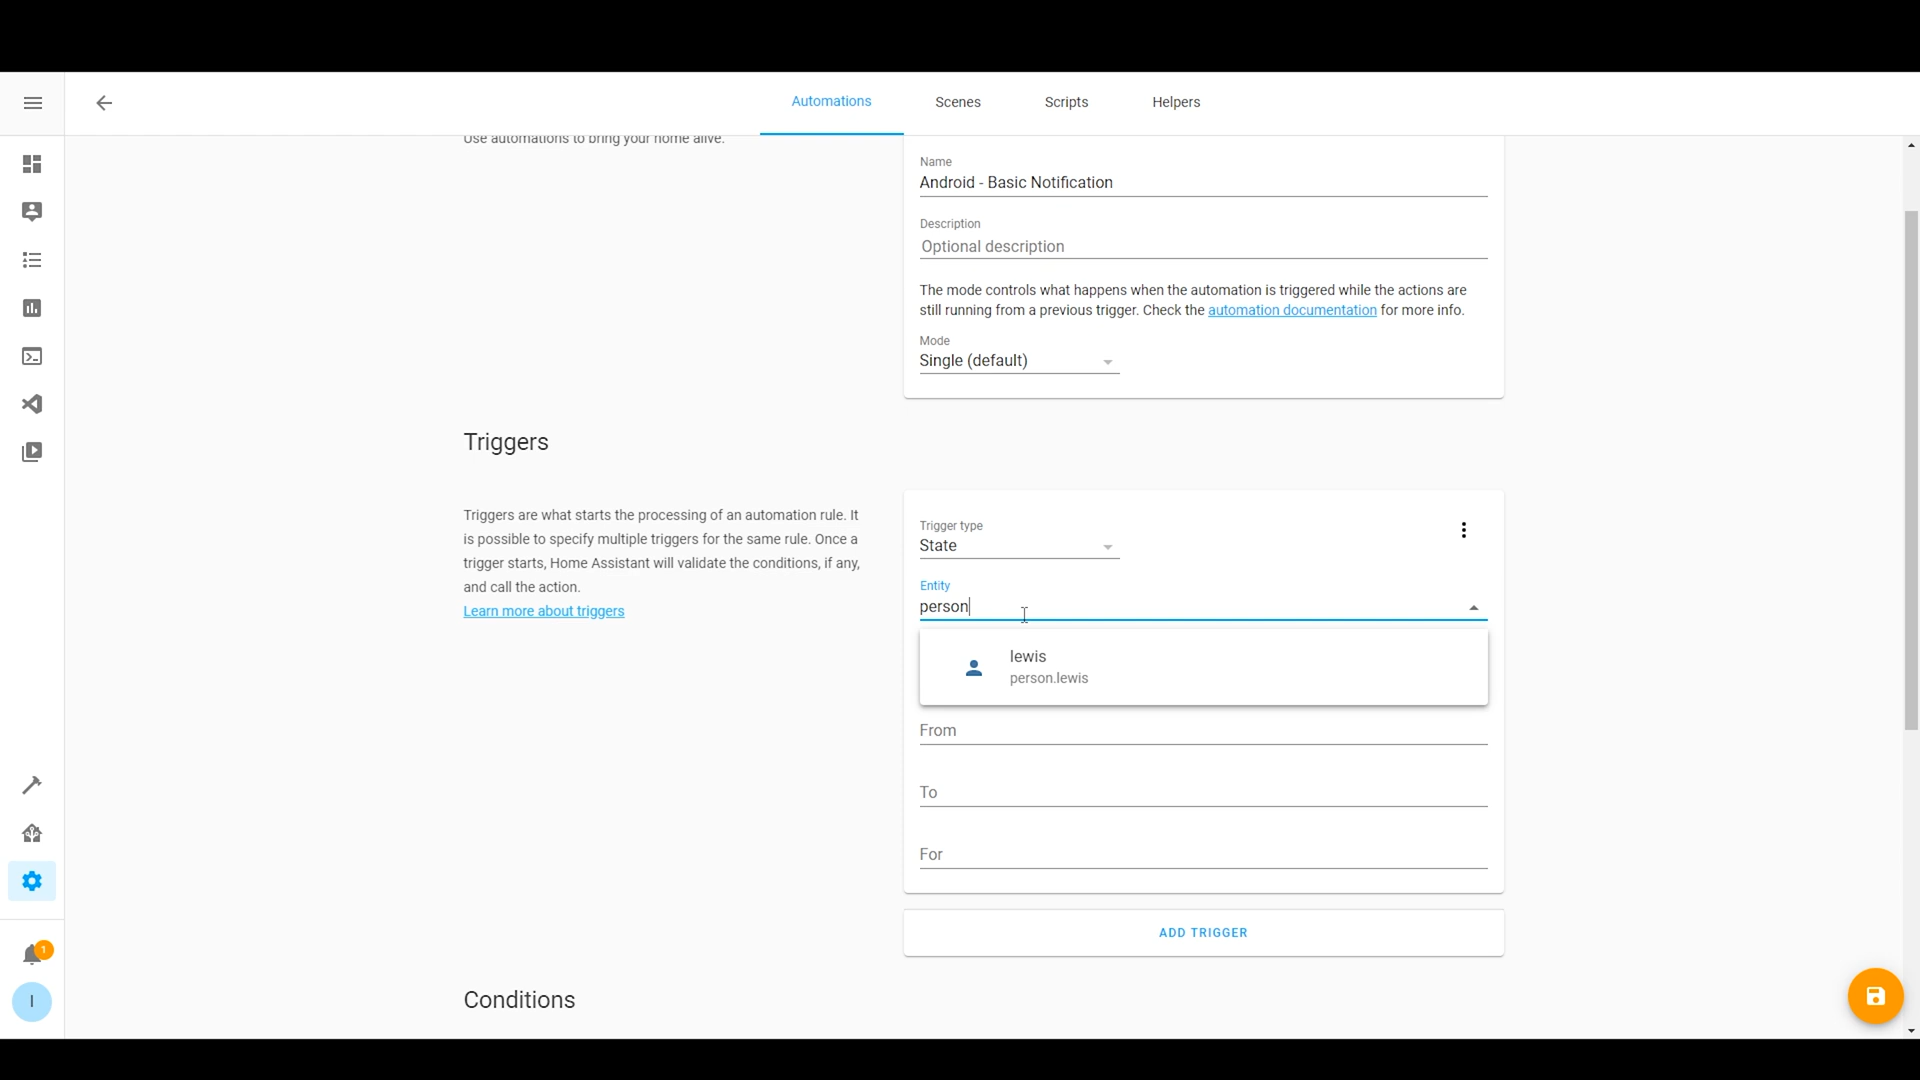 Automations
Scenes
Scripts
Helpers
Use automations to bring your home alive.
Name
Android - Basic Notification
Description
Optional description
The mode controls what happens when the automation is triggered while the actions are
still running from a previous trigger. Check the automation documentation for more info.
Mode
Single (default)
Triggers
Triggers are what starts the processing of an automation rule. It
is possible to specify multiple triggers for the same rule. Once a
trigger starts, Home Assistant will validate the conditions, if any,
and call the action.
Learn more about triggers
Trigger type
State
Entity
person
lewis
person.lewis
From
To
For
ADD TRIGGER
Conditions
1
l